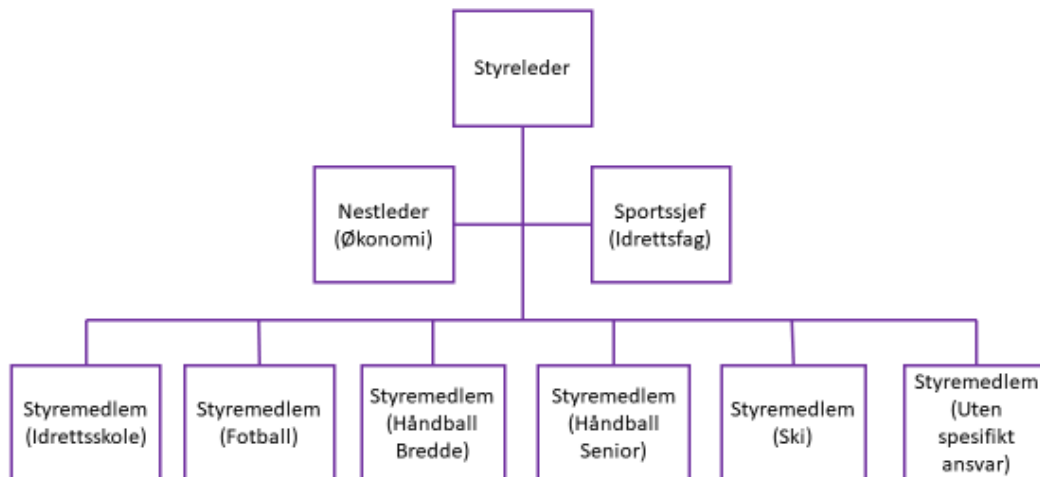 Styreleder
Nestleder
(Økonomi)
Sportssjef
(Idrettsfag)
Styremedlem
(Idrettsskole)
Styremedlem
(Fotball)
Styremedlem
(Håndball
Bredde)
Styremedlem
(Håndball
Senior)
Styremedlem
(Ski)
Styremedlem
(Uten
spesifikt
ansvar)